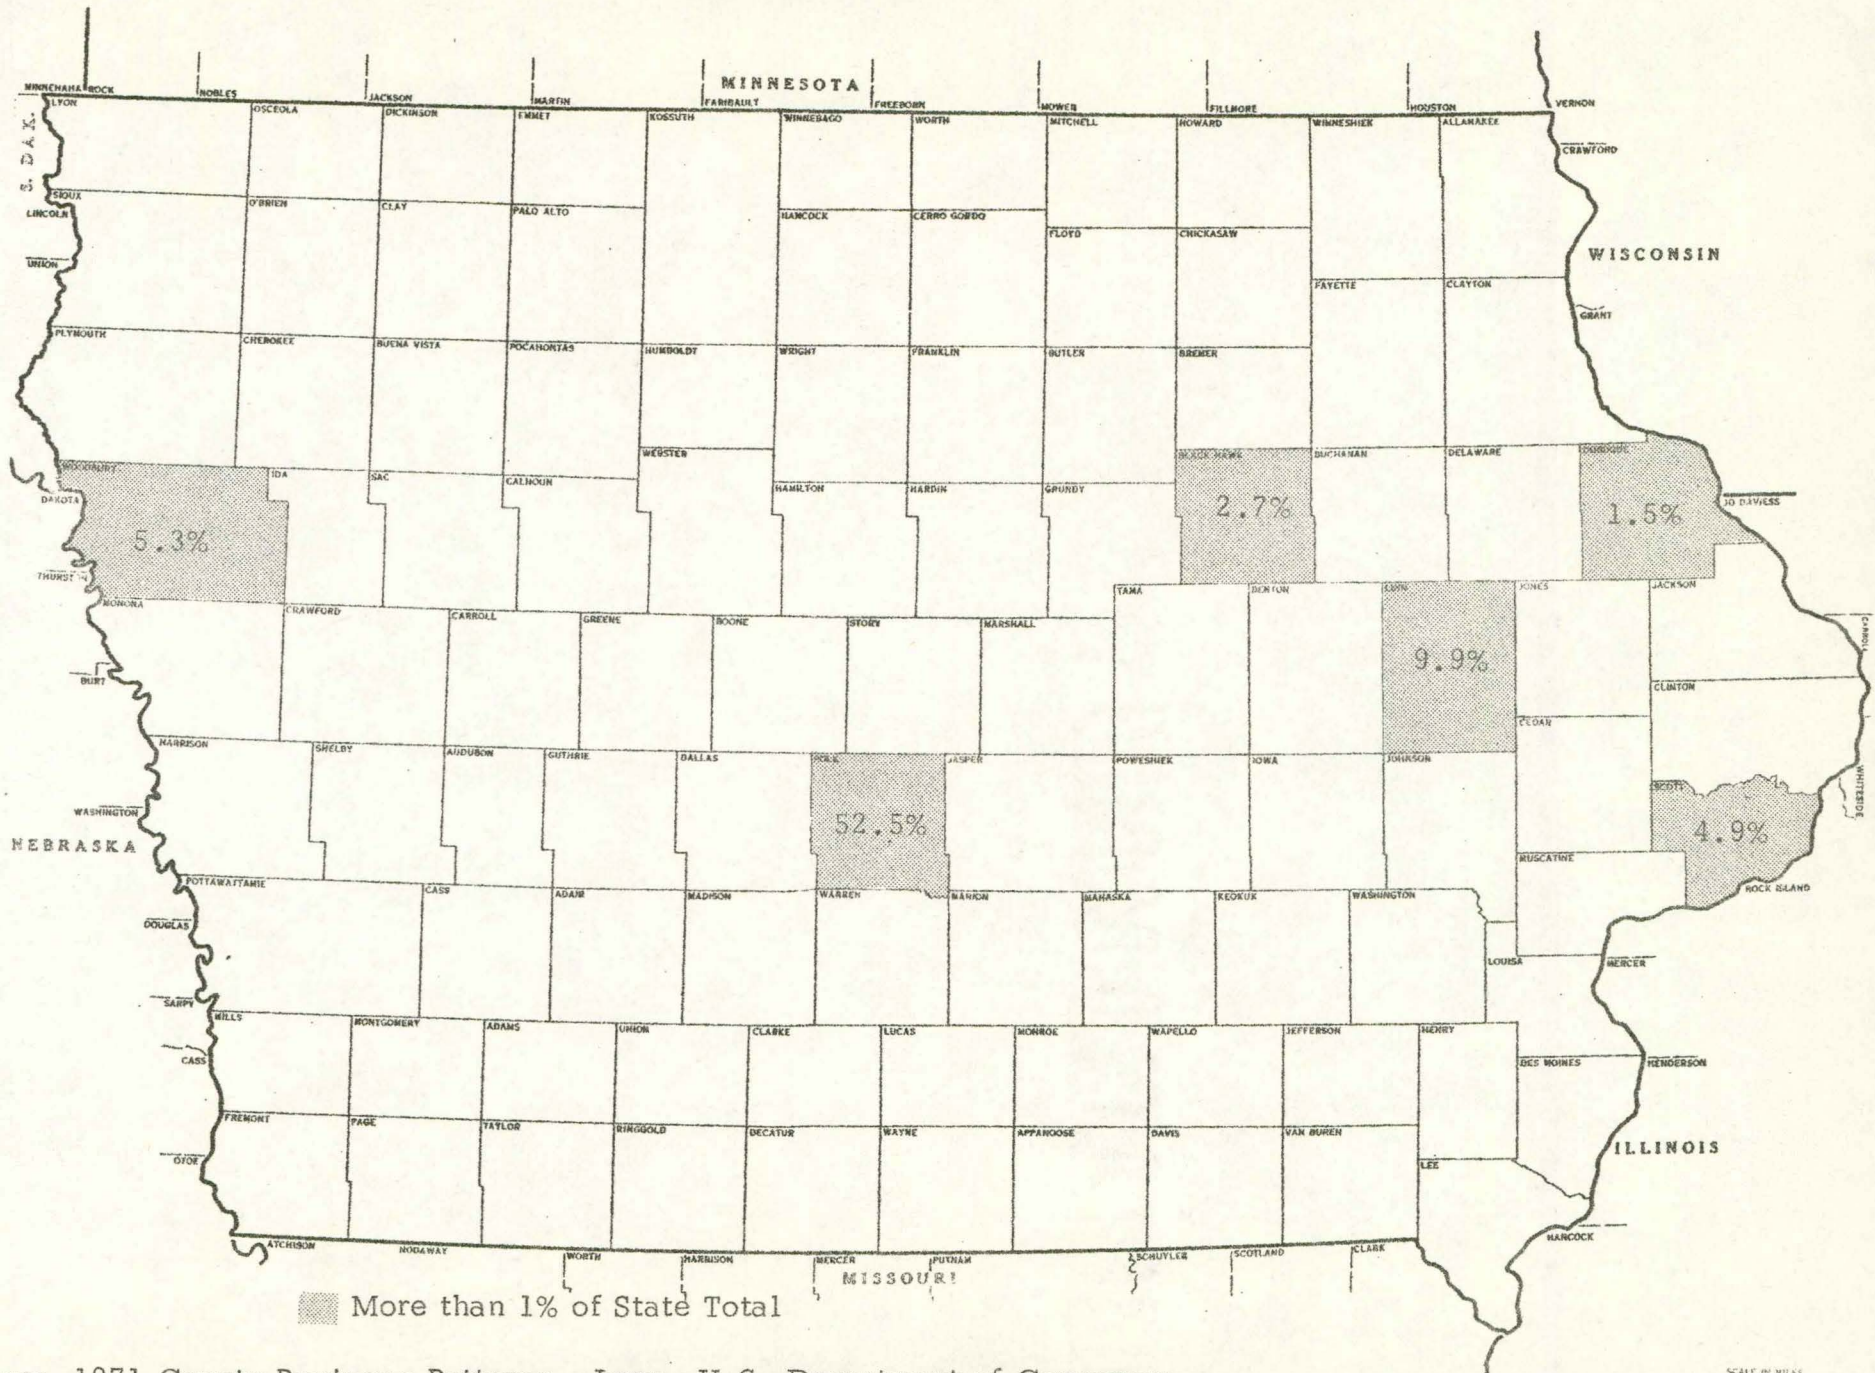 MINNESOTA
MINNEHAHA ROCK NOBLES JACKSON MARTIN FARIBAULT FREEBORN MOWER FILLMORE HOUSTON VERNON
LYON OSCEOLA DICKINSON EMMET KOSSUTH WINNEBAGO WORTH MITCHELL HOWARD WINNESHIEK ALLAMAKEE
S. DAK.
CRAWFORD
SIOUX O'BRIEN CLAY PALO ALTO HANCOCK CERRO GORDO
LINCOLN
FLOYD CHICKASAW
WISCONSIN
UNION
FAYETTE CLAYTON
GRANT
PLYMOUTH CHEROKEE BUENA VISTA POCAHONTAS HUMBOLDT WRIGHT FRANKLIN BUTLER BREMER
WOODBURY IDA SAC CALHOUN WEBSTER HAMILTON HARDIN GRUNDY BLACK HAWK BUCHANAN DELAWARE DUBUQUE
DAKOTA
JO DAVIESS
5.3% 2.7% 1.5%
THURSTON
MONONA CRAWFORD CARROLL GREENE BOONE STORY MARSHALL TAMA BENTON LINN JONES JACKSON
CARROLL
9.9%
BURT
CLINTON
CEDAR
HARRISON SHELBY AUDUBON GUTHRIE DALLAS POLK JASPER POWESHIEK IOWA JOHNSON
SCOTT
WHITESIDE
WASHINGTON
52.5% 4.9%
NEBRASKA
MUSCATINE
ROCK ISLAND
POTTAWATTAMIE CASS ADAIR MADISON WARREN MARION MAHASKA KEOKUK WASHINGTON
DOUGLAS
LOUISA MERCER
SARPY
MILLS MONTGOMERY ADAMS UNION CLARKE LUCAS MONROE WAPELLO JEFFERSON HENRY
CASS
DES MOINES HENDERSON
FREMONT PAGE TAYLOR RINGGOLD DECATUR WAYNE APPANOOSE DAVIS VAN BUREN
ILLINOIS
OTOE
LEE
HANCOCK
ATCHISON NODAWAY WORTH HARRISON MERCER PUTNAM SCHUYLER SCOTLAND CLARK
MISSOURI
More than 1% of State Total